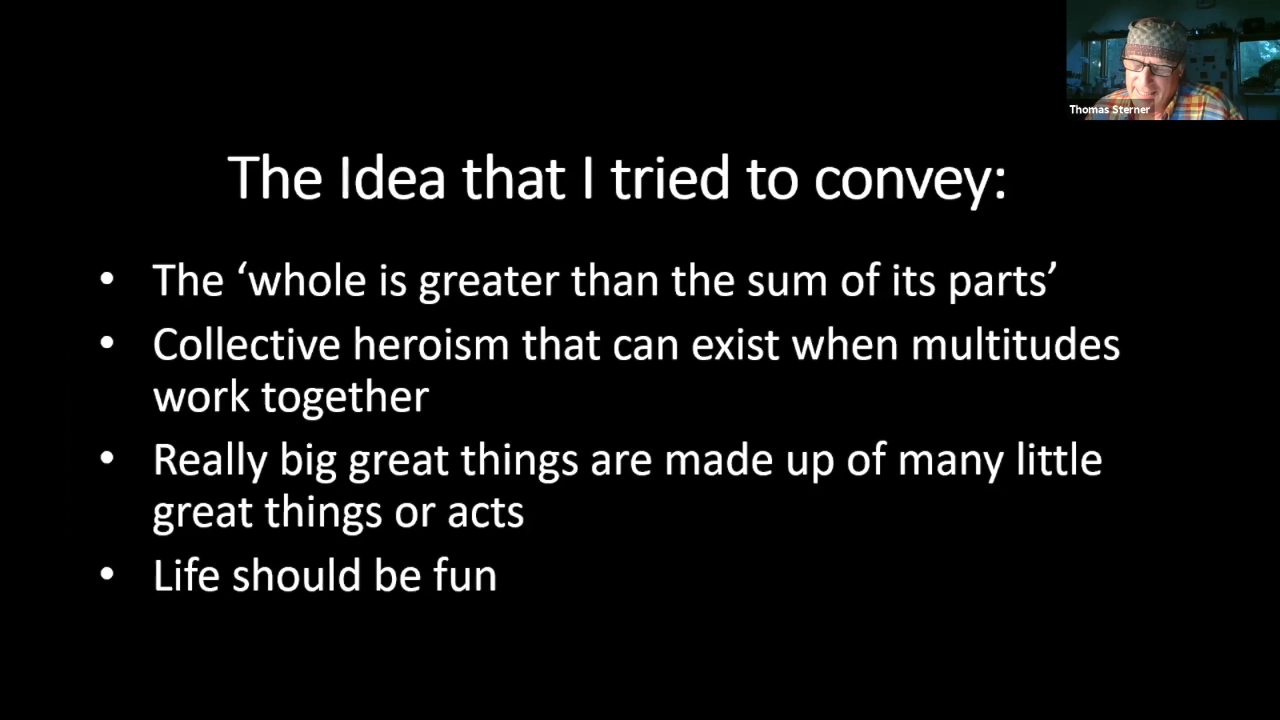 Thomas Sterner
The Idea that I tried to convey:
• The ‘whole is greater than the sum of its parts’
• Collective heroism that can exist when multitudes
work together
• Really big great things are made up of many little
great things or acts
• Life should be fun